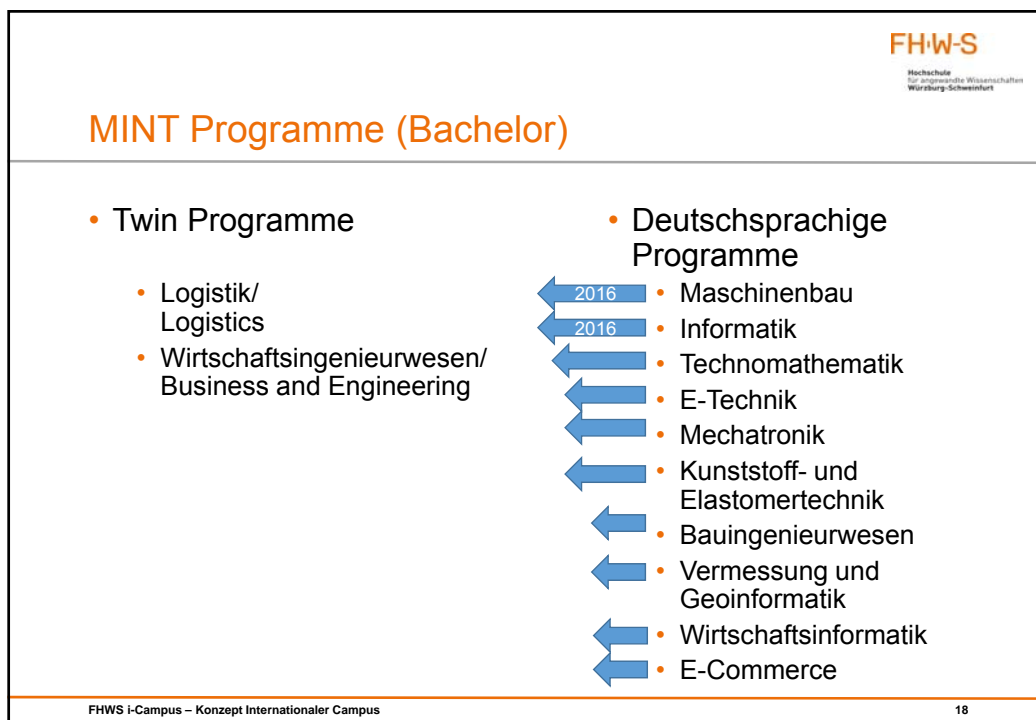 FH·W-S
Hochschule
für angewandte Wissenschaften
Würzburg-Schweinfurt
MINT Programme (Bachelor)
• Twin Programme
• Logistik/
Logistics
• Wirtschaftsingenieurwesen/
Business and Engineering
• Deutschsprachige
Programme
2016 • Maschinenbau
2016 • Informatik
• Technomathematik
• E-Technik
• Mechatronik
• Kunststoff- und
Elastomertechnik
• Bauingenieurwesen
• Vermessung und
Geoinformatik
• Wirtschaftsinformatik
• E-Commerce
FHWS i-Campus – Konzept Internationaler Campus 18